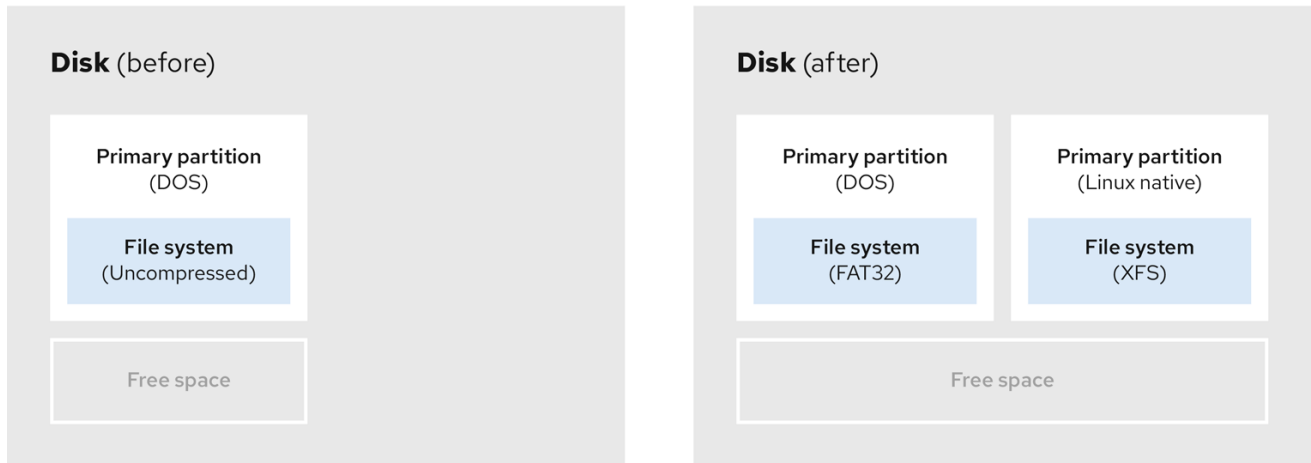 Disk (before)
Primary partition
(DOS)
File system
(Uncompressed)
Free space
Disk (after)
Primary partition
(DOS)
File system
(FAT32)
Primary partition
(Linux native)
File system
(XFS)
Free space